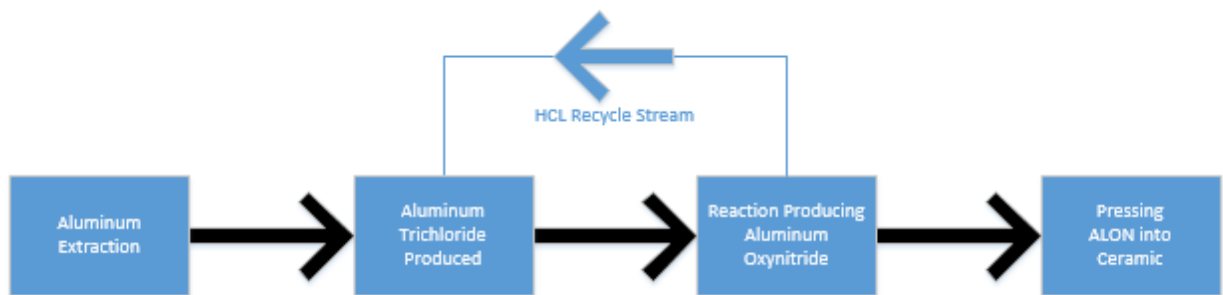 HCL Recycle Stream
Aluminum
Extraction
Aluminum
Trichloride
Produced
Reaction Producing
Aluminum
Oxynitride
Pressing
ALON into
Ceramic